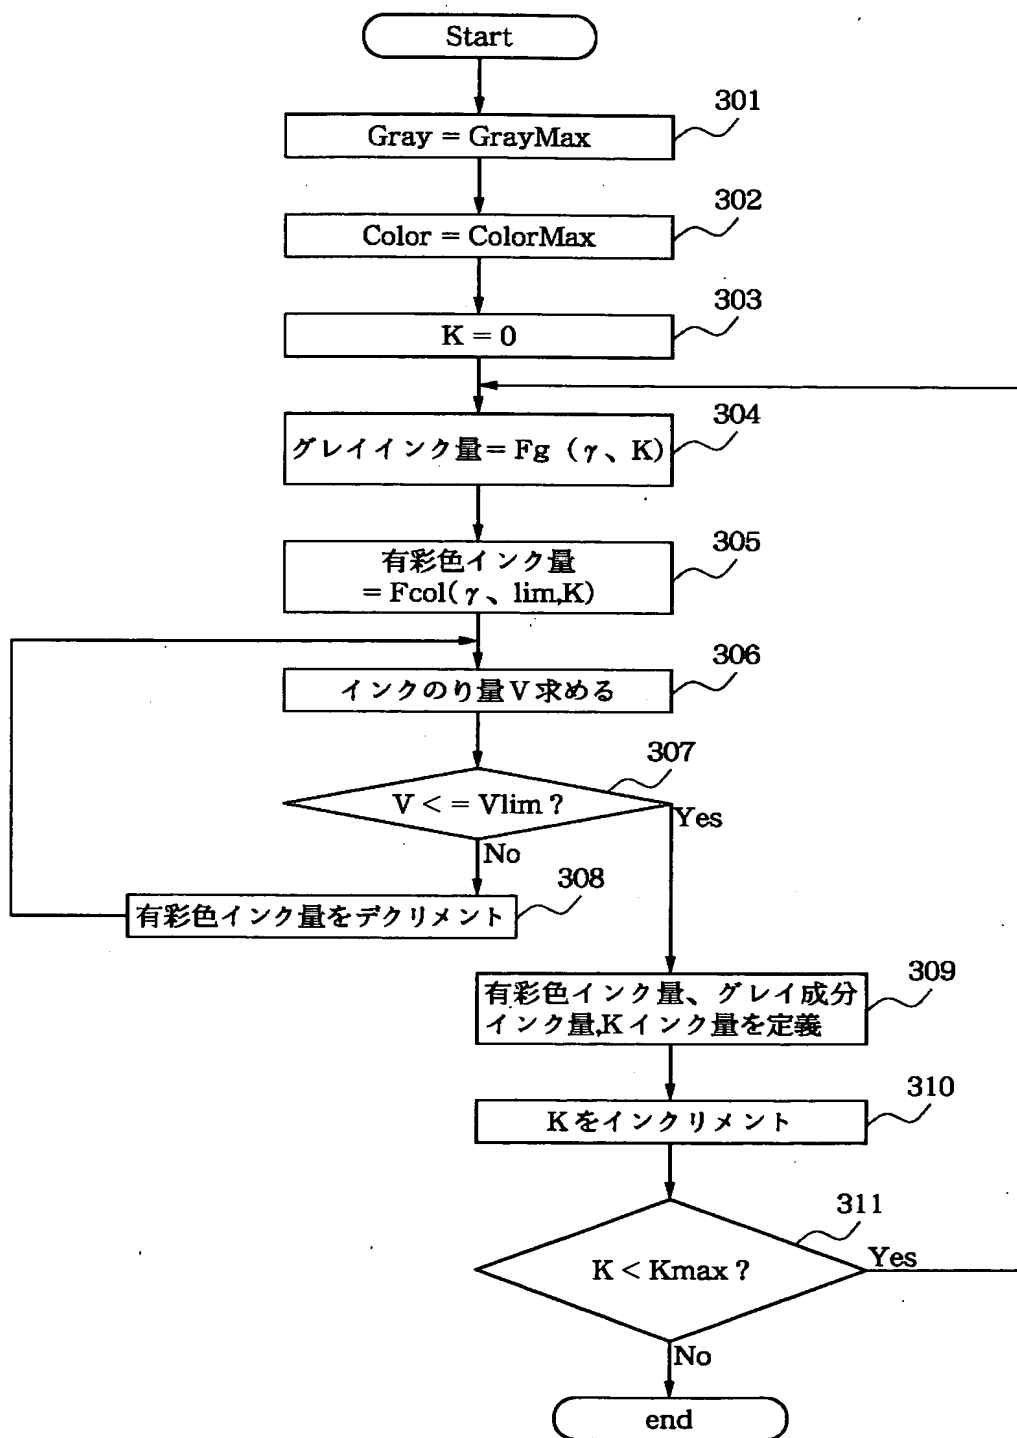 Start
301
Gray = GrayMax
302
Color = ColorMax
303
K = 0
304
グレイインク量 = Fg (γ、K)
305
有彩色インク量
= Fcol(γ、lim,K)
306
インクのり量V求める
307
V < = Vlim ?
Yes
No
308
有彩色インク量をデクリメント
309
有彩色インク量、グレイ成分
インク量,Kインク量を定義
310
Kをインクリメント
311
K < Kmax ?
Yes
No
end